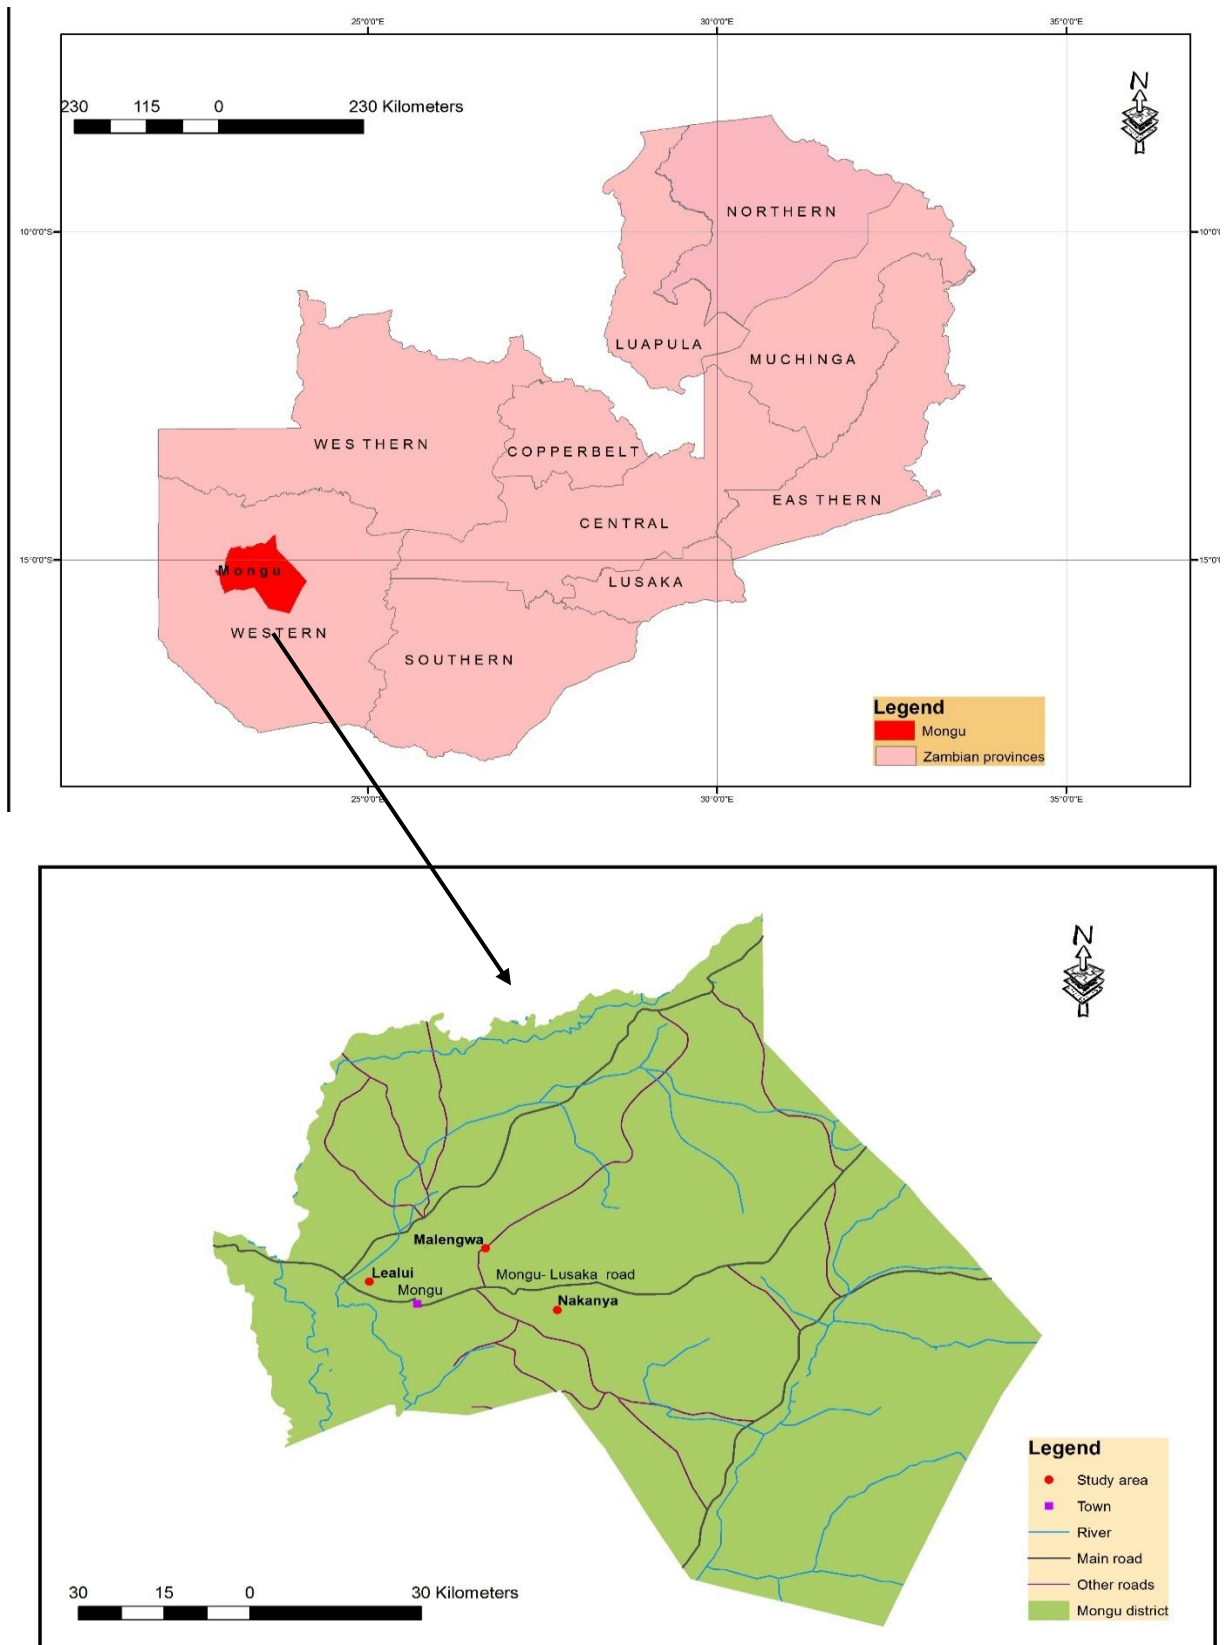 25°0'0"E 30°0'0"E 35°0'0"E
N
230 115 0 230 Kilometers
NORTHERN
10°0'0"S 10°0'0
LUAPULA
MUCHINGA
WESTHERN
COPPERBELT
EASTHERN
CENTRAL
15°0'0"S 15°0'0
Mongu
LUSAKA
WESTERN
SOUTHERN
Legend
Mongu
Zambian provinces
25°0'0"E 30°0'0"E 35°0'0"E
N
Malengwa
Lealui
Mongu- Lusaka road
Mongu
Nakanya
Legend
Study area
Town
River
Main road
Other roads
Mongu district
30 15 0 30 Kilometers